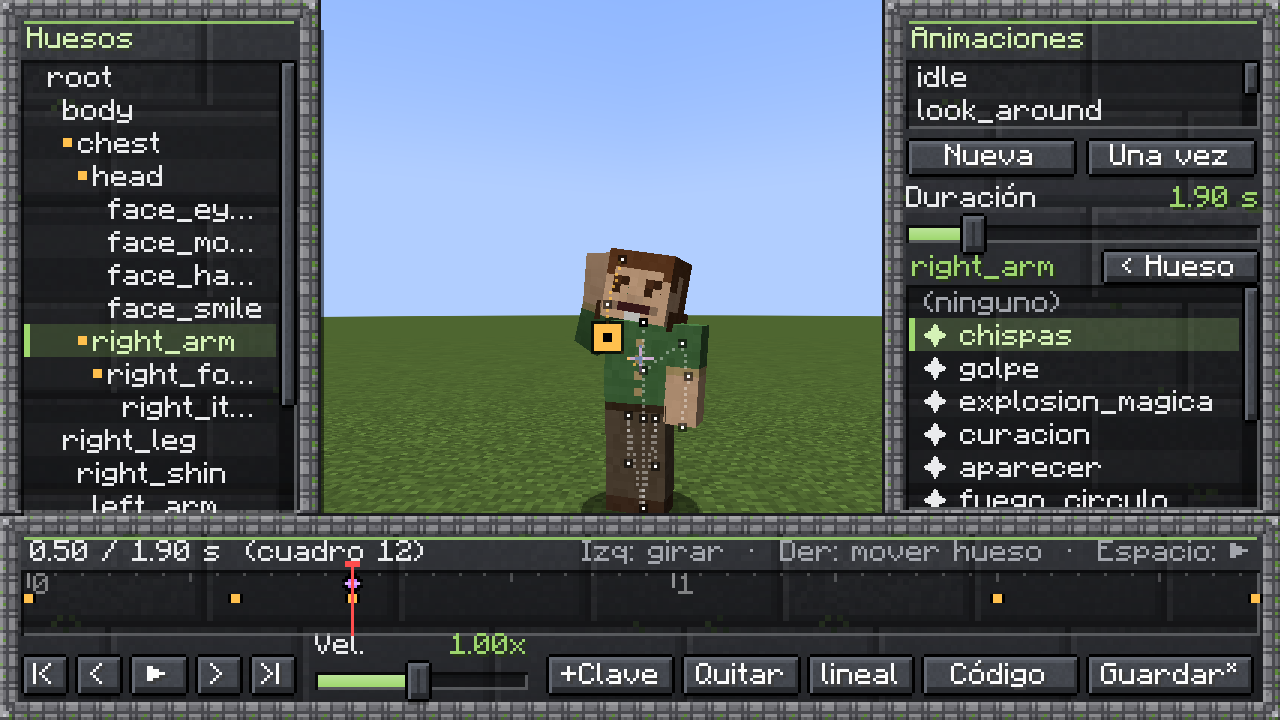 Huesos
root
body
chest
head
face_ey...
face_mo...
face_ha...
face_smile
right_arm
right_fo...
right_it...
right_leg
right_shin
left_arm
Animaciones
idle
look_around
Nueva
Una vez
Duración
1.90 s
right_arm
< Hueso
(ninguno)
chispas
golpe
explosion_magica
curacion
aparecer
fuego_circulo
0.50 / 1.90 s (cuadro 12)
Izq: girar · Der: mover hueso · Espacio: ▶
0
1
Vel.
1.00x
|<
<
▶
>
>|
+Clave
Quitar
lineal
Código
Guardar*